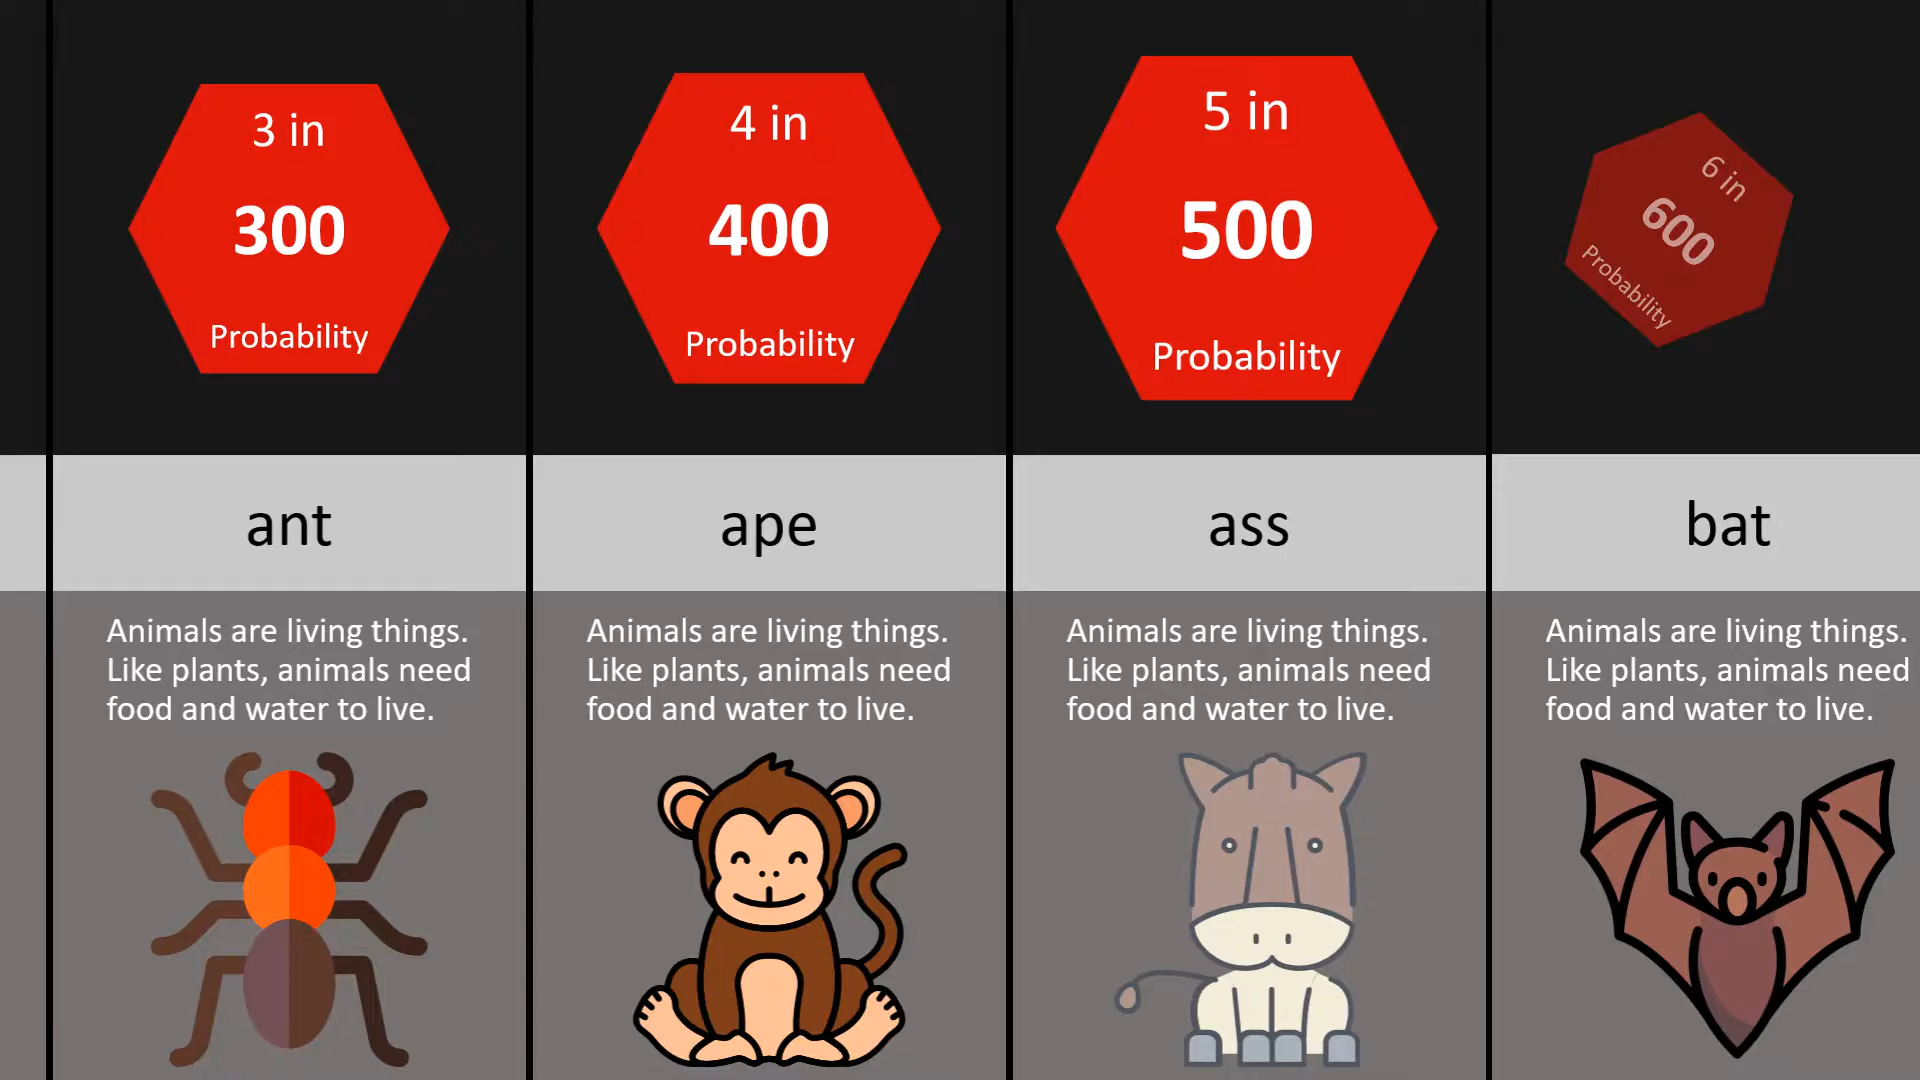 3 in
300
Probability
ant
Animals are living things.
Like plants, animals need
food and water to live.
4 in
400
Probability
ape
Animals are living things.
Like plants, animals need
food and water to live.
5 in
500
Probability
ass
Animals are living things.
Like plants, animals need
food and water to live.
6 in
600
Probability
bat
Animals are living things.
Like plants, animals need
food and water to live.